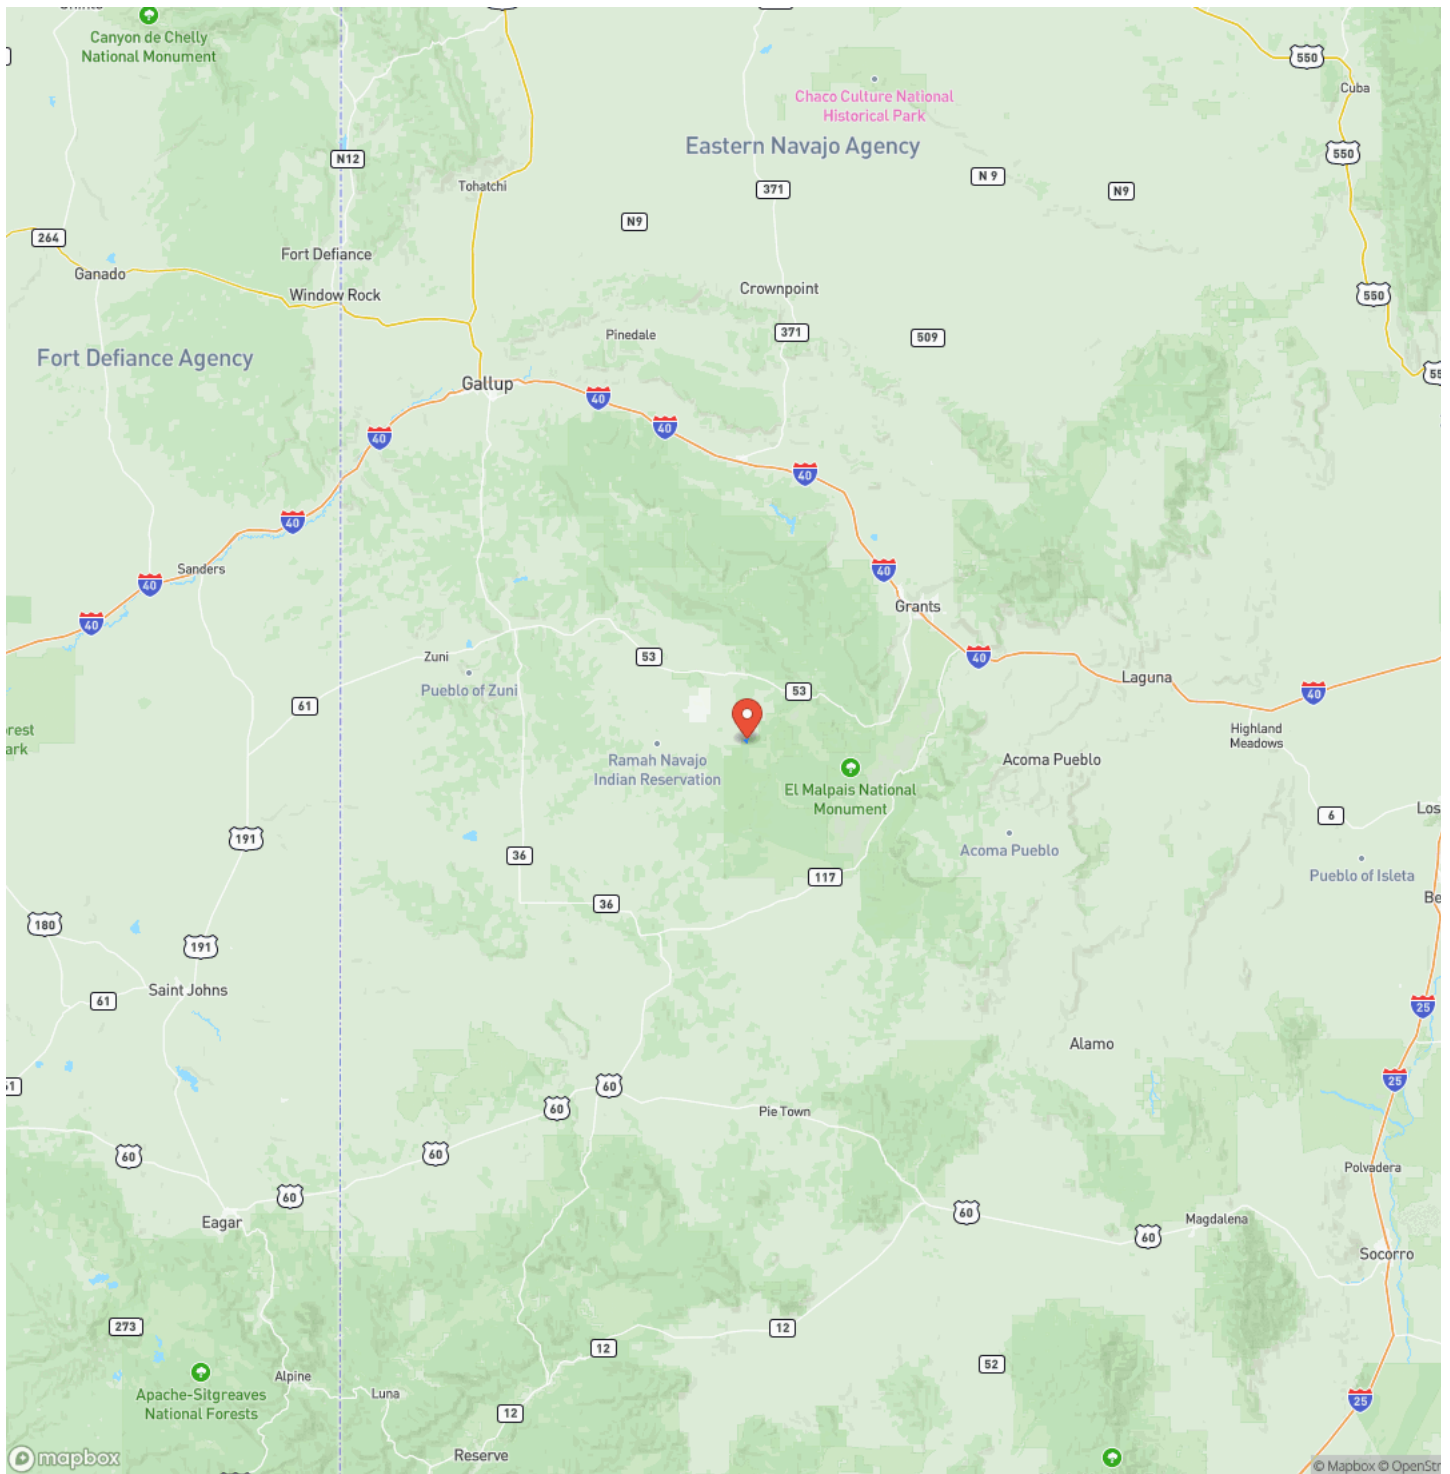 Canyon de Chelly
National Monument
550
Cuba
Chaco Culture National
Historical Park
Eastern Navajo Agency
550
N12
Tohatchi
371
N 9
N9
N9
264
Ganado
Fort Defiance
Window Rock
Crownpoint
550
Pinedale
371
509
Fort Defiance Agency
55
Gallup
40
40
40
40
40
Sanders
40
40
40
Grants
Zuni
53
40
Pueblo of Zuni
53
Laguna
40
61
rest
ark
Highland
Meadows
Ramah Navajo
Indian Reservation
El Malpais National
Monument
Acoma Pueblo
Los
6
191
36
Acoma Pueblo
117
Pueblo of Isleta
36
Be
180
191
Saint Johns
61
25
Alamo
25
51
60
60
Pie Town
60
60
60
Polvadera
60
Eagar
Magdalena
60
Socorro
273
12
12
52
Apache-Sitgreaves
National Forests
Alpine
Luna
12
25
Reserve
mapbox
© Mapbox © OpenStr